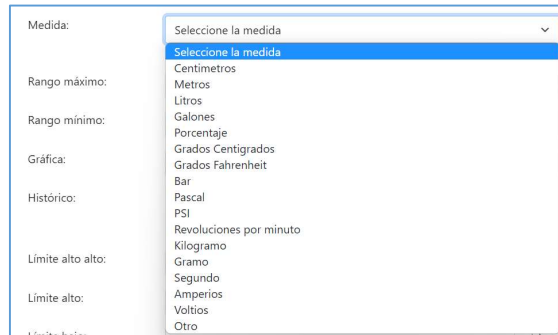 Medida:
Seleccione la medida
Seleccione la medida
Centimetros
Metros
Rango máximo:
Litros
Galones
Rango mínimo:
Porcentaje
Grados Centigrados
Gráfica:
Grados Fahrenheit
Bar
Histórico:
Pascal
PSI
Revoluciones por minuto
Kilogramo
Límite alto alto:
Gramo
Segundo
Límite alto:
Amperios
Voltios
Otro